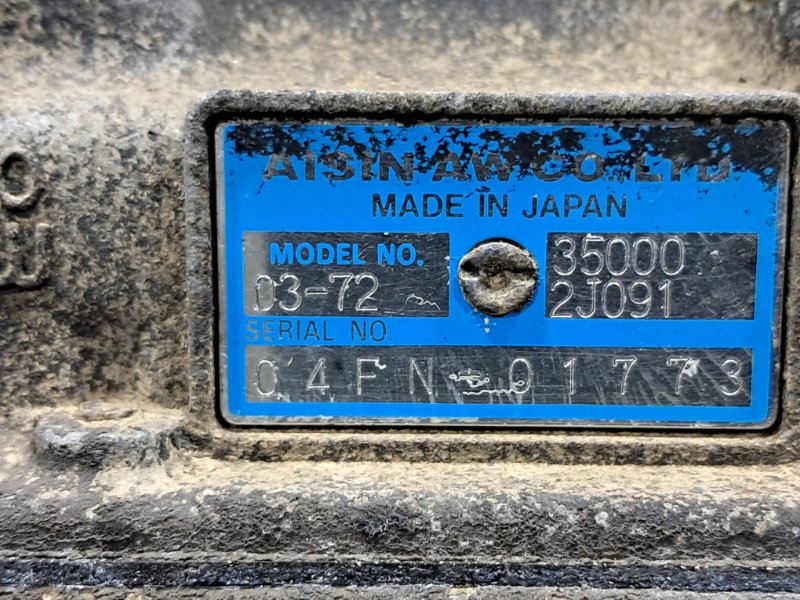 AISIN AW CO., LTD.
MADE IN JAPAN
MODEL NO. 35000
03-72 2J091
SERIAL NO.
04FN 01773